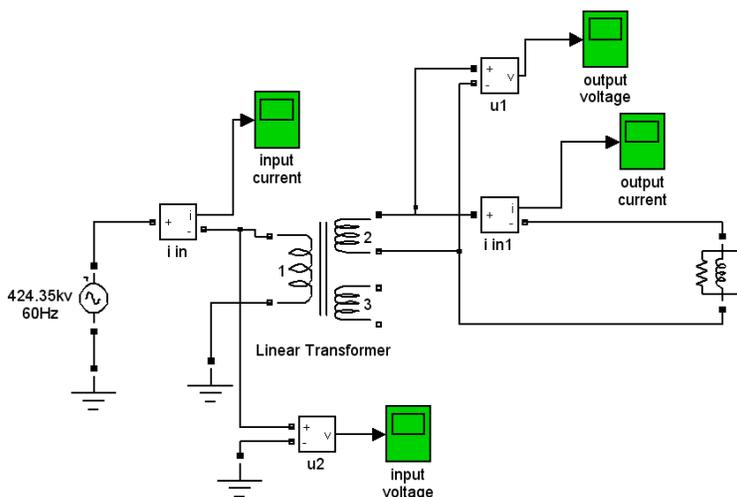 output
voltage
u1
+
-
v
input
current
output
current
i
+
-
i in
+
i
-
i in1
1
2
3
424.35kv
60Hz
Linear Transformer
+
-
v
u2
input
voltage